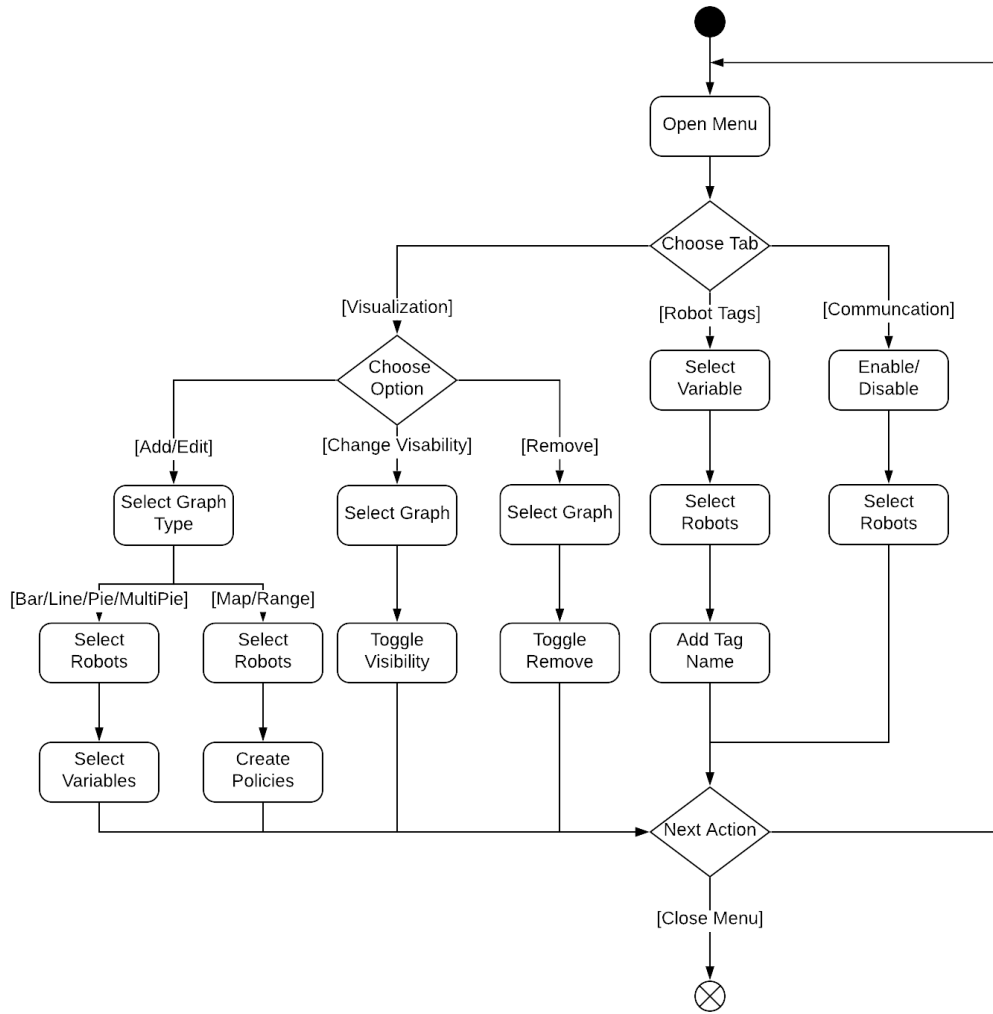 Open Menu
Choose Tab
[Visualization]
[Robot Tags]
[Communcation]
Choose
Option
Select
Variable
Enable/
Disable
[Add/Edit]
[Change Visability]
[Remove]
Select Graph
Type
Select Graph
Select Graph
Select
Robots
Select
Robots
[Bar/Line/Pie/MultiPie]
[Map/Range]
Select
Robots
Select
Robots
Toggle
Visibility
Toggle
Remove
Add Tag
Name
Select
Variables
Create
Policies
Next Action
[Close Menu]